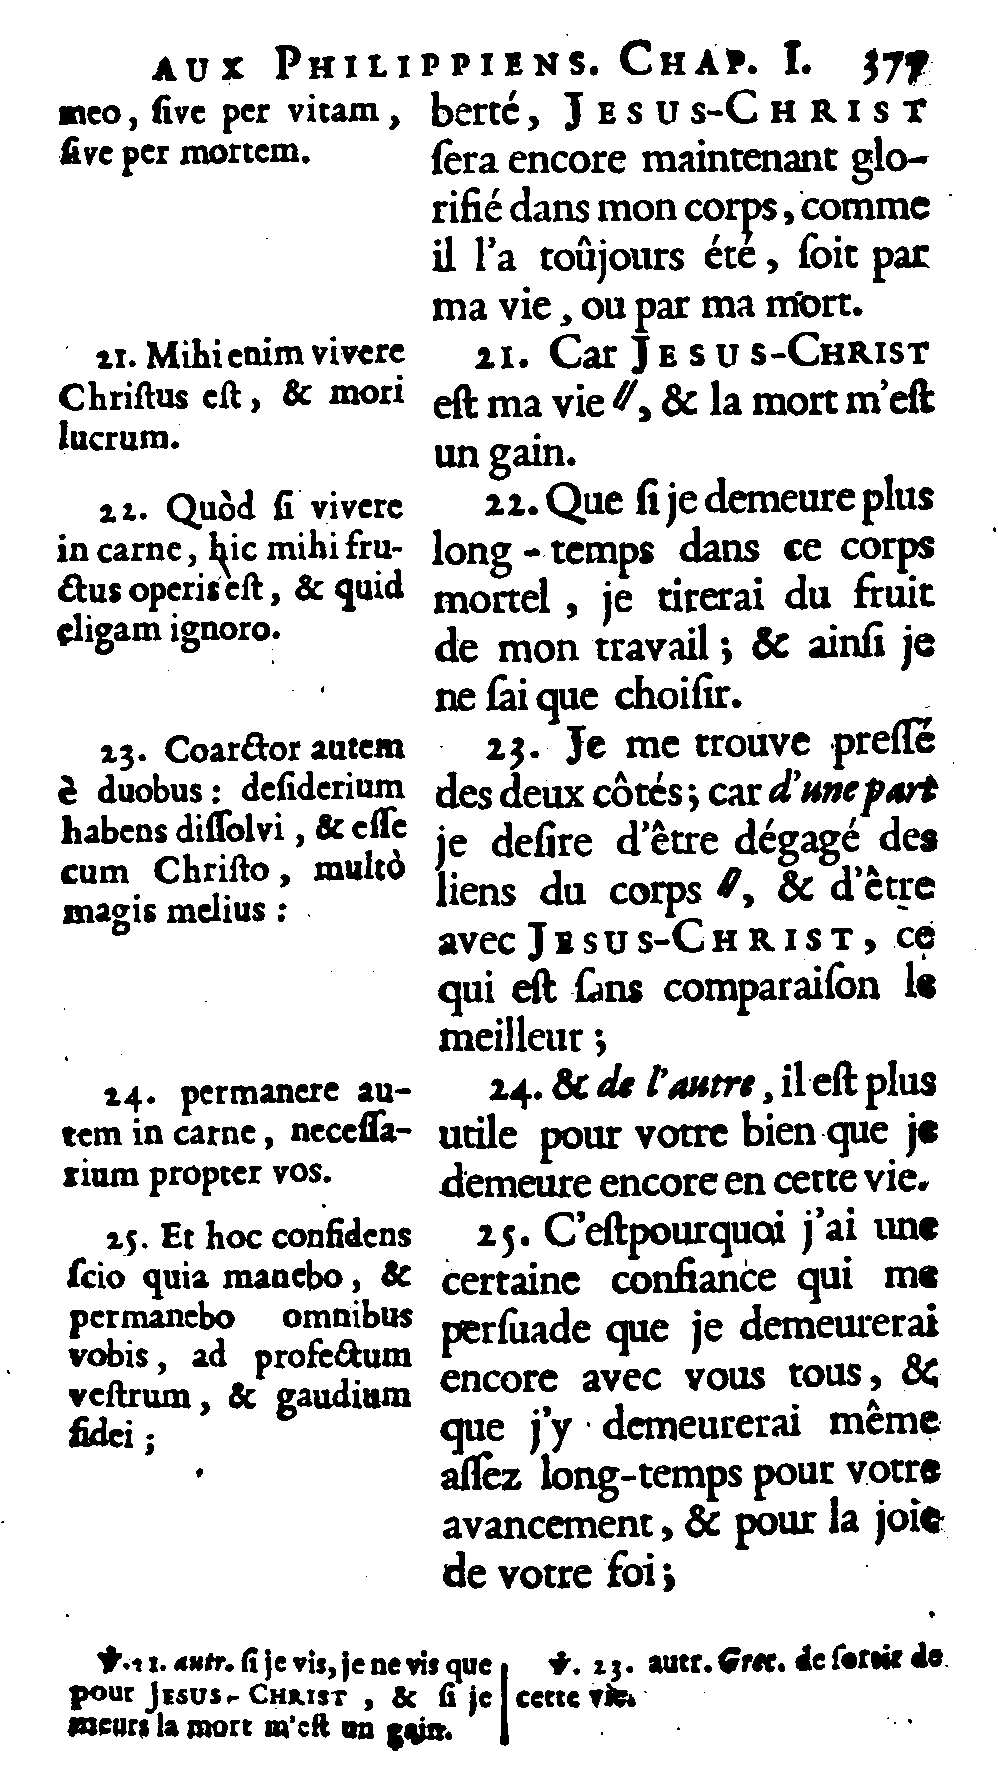 AUX PHILIPPIENS. CHAP. I. 377
meo, ſive per vitam,
ſive per mortem.
21. Mihi enim vivere
Chriſtus eſt, & mori
lucrum.
22. Quòd ſi vivere
in carne, hic mihi fru-
ctus operis eſt, & quid
eligam ignoro.
23. Coarctor autem
è duobus: deſiderium
habens diſſolvi, & eſſe
cum Chriſto, multò
magis melius:
24. permanere au-
tem in carne, neceſſa-
rium propter vos.
25. Et hoc confidens
ſcio quia manebo, &
permanebo omnibus
vobis, ad profectum
veſtrum, & gaudium
fidei;
berté, JESUS-CHRIST
ſera encore maintenant glo-
rifié dans mon corps, comme
il l'a toûjours été, ſoit par
ma vie, ou par ma mort.
21. Car JESUS-CHRIST
eſt ma vie //, & la mort m'eſt
un gain.
22. Que ſi je demeure plus
long-temps dans ce corps
mortel, je tirerai du fruit
de mon travail; & ainſi je
ne ſai que choiſir.
23. Je me trouve preſſé
des deux côtés; car d'une part
je deſire d'être dégagé des
liens du corps //, & d'être
avec JESUS-CHRIST, ce
qui eſt ſans comparaiſon le
meilleur;
24. & de l'autre, il eſt plus
utile pour votre bien que je
demeure encore en cette vie.
25. C'eſtpourquoi j'ai une
certaine confiance qui me
perſuade que je demeurerai
encore avec vous tous, &
que j'y demeurerai même
aſſez long-temps pour votre
avancement, & pour la joie
de votre foi;
℣. 21. autr. ſi je vis, je ne vis que
pour JESUS-CHRIST, & ſi je
meurs la mort m'eſt un gain.
℣. 23. autr. Grec. de ſortir de
cette vie.